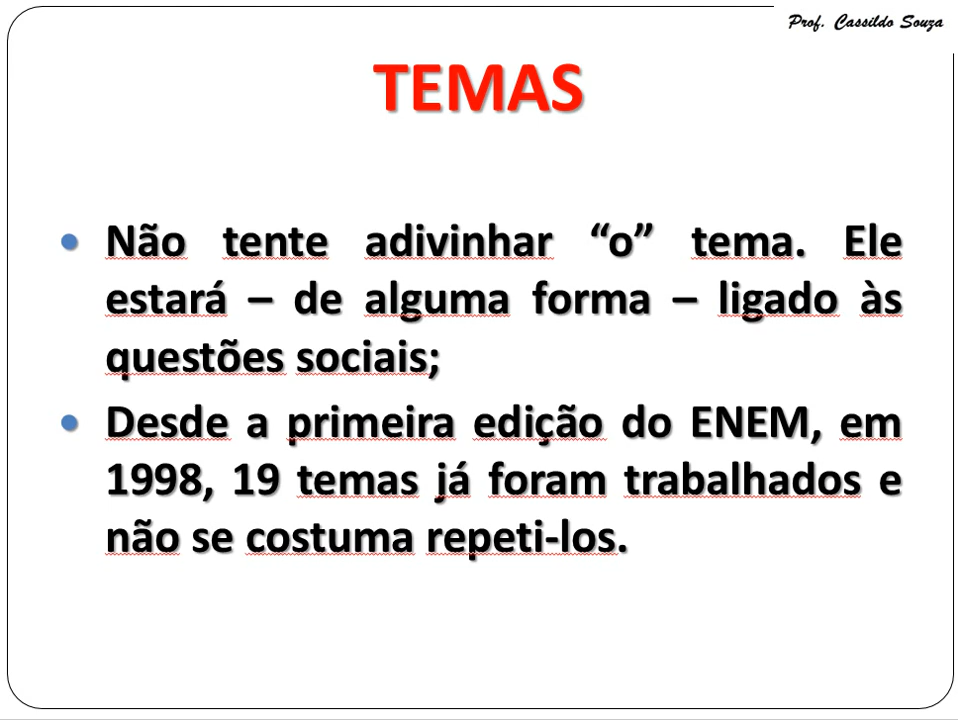 Prof. Cassildo Souza
TEMAS
• Não tente adivinhar “o” tema. Ele
estará – de alguma forma – ligado às
questões sociais;
• Desde a primeira edição do ENEM, em
1998, 19 temas já foram trabalhados e
não se costuma repeti-los.